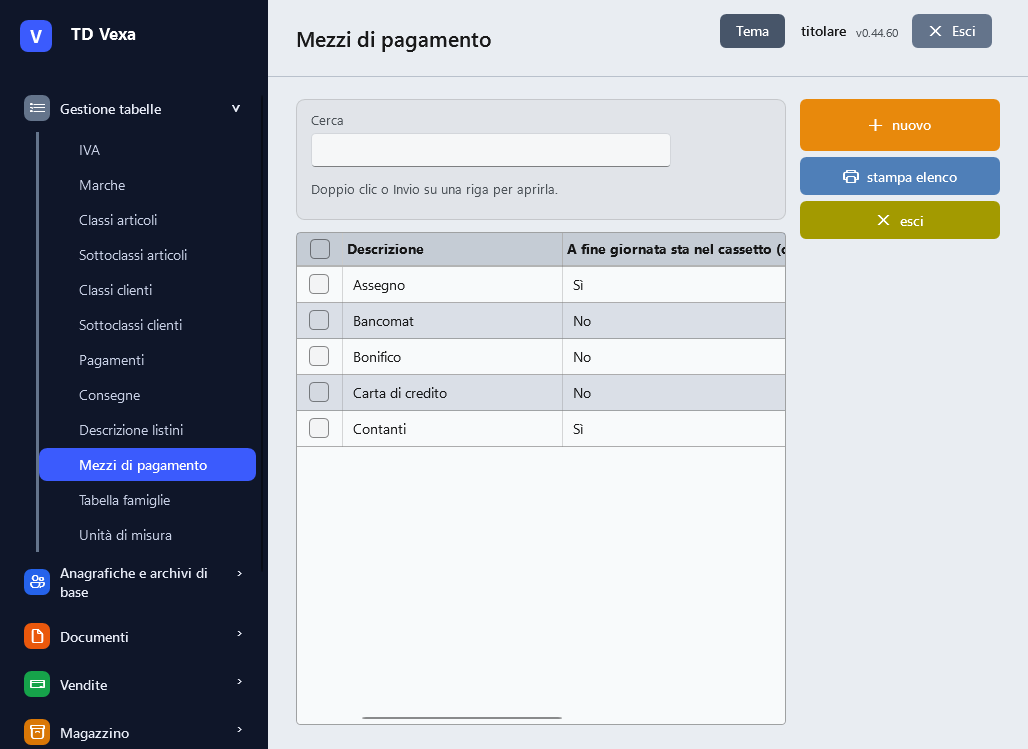 V
TD Vexa
Gestione tabelle
IVA
Marche
Classi articoli
Sottoclassi articoli
Classi clienti
Sottoclassi clienti
Pagamenti
Consegne
Descrizione listini
Mezzi di pagamento
Tabella famiglie
Unità di misura
Anagrafiche e archivi di
base
Documenti
Vendite
Magazzino
Mezzi di pagamento
Tema
titolare
v0.44.60
Esci
Cerca
Doppio clic o Invio su una riga per aprirla.
nuovo
stampa elenco
esci
Descrizione A fine giornata sta nel cassetto (
Assegno Sì
Bancomat No
Bonifico No
Carta di credito No
Contanti Sì